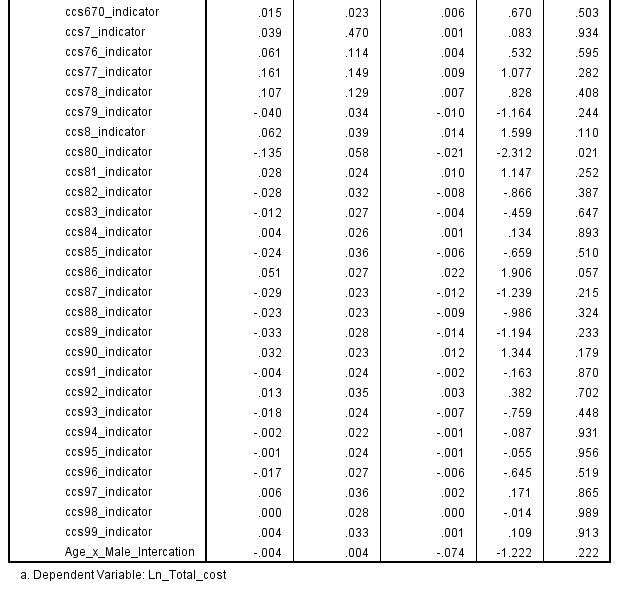 ccs670_indicator .015 .023 .006 .670 .503
ccs7_indicator .039 .470 .001 .083 .934
ccs76_indicator .061 .114 .004 .532 .595
ccs77_indicator .161 .149 .009 1.077 .282
ccs78_indicator .107 .129 .007 .828 .408
ccs79_indicator -.040 .034 -.010 -1.164 .244
ccs8_indicator .062 .039 .014 1.599 .110
ccs80_indicator -.135 .058 -.021 -2.312 .021
ccs81_indicator .028 .024 .010 1.147 .252
ccs82_indicator -.028 .032 -.008 -.866 .387
ccs83_indicator -.012 .027 -.004 -.459 .647
ccs84_indicator .004 .026 .001 .134 .893
ccs85_indicator -.024 .036 -.006 -.659 .510
ccs86_indicator .051 .027 .022 1.906 .057
ccs87_indicator -.029 .023 -.012 -1.239 .215
ccs88_indicator -.023 .023 -.009 -.986 .324
ccs89_indicator -.033 .028 -.014 -1.194 .233
ccs90_indicator .032 .023 .012 1.344 .179
ccs91_indicator -.004 .024 -.002 -.163 .870
ccs92_indicator .013 .035 .003 .382 .702
ccs93_indicator -.018 .024 -.007 -.759 .448
ccs94_indicator -.002 .022 -.001 -.087 .931
ccs95_indicator -.001 .024 -.001 -.055 .956
ccs96_indicator -.017 .027 -.006 -.645 .519
ccs97_indicator .006 .036 .002 .171 .865
ccs98_indicator .000 .028 .000 -.014 .989
ccs99_indicator .004 .033 .001 .109 .913
Age_x_Male_Intercation -.004 .004 -.074 -1.222 .222
a. Dependent Variable: Ln_Total_cost